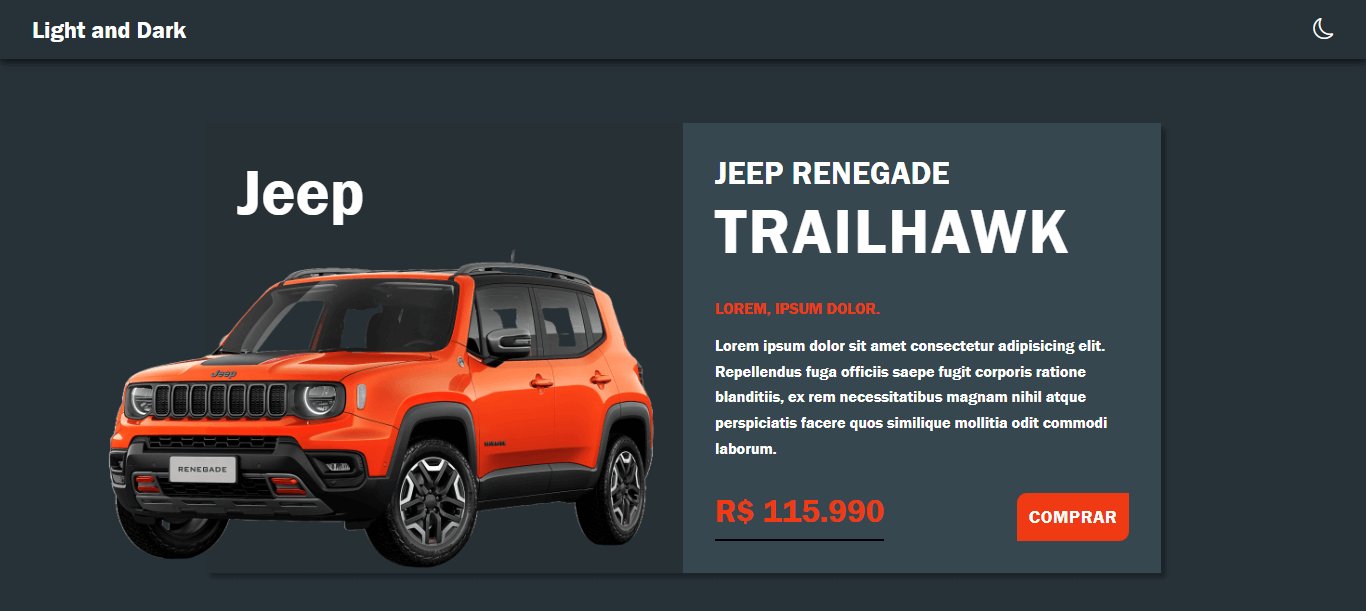 Light and Dark
Jeep
JEEP RENEGADE
TRAILHAWK
LOREM, IPSUM DOLOR.
Lorem ipsum dolor sit amet consectetur adipisicing elit.
Repellendus fuga officiis saepe fugit corporis ratione
blanditiis, ex rem necessitatibus magnam nihil atque
perspiciatis facere quos similique mollitia odit commodi
laborum.
R$ 115.990
COMPRAR
Jeep
RENEGADE